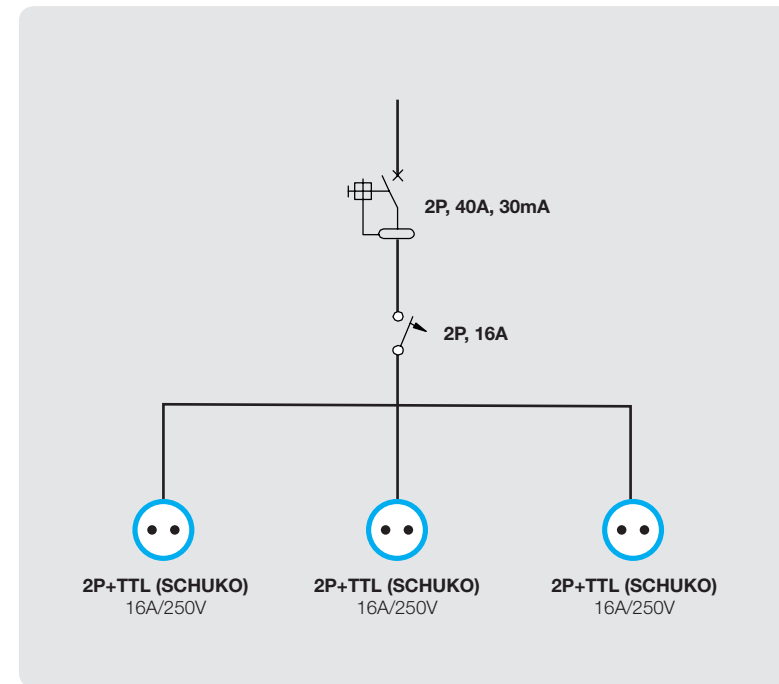 2P, 40A, 30mA
2P, 16A
2P+TTL (SCHUKO)
16A/250V
2P+TTL (SCHUKO)
16A/250V
2P+TTL (SCHUKO)
16A/250V